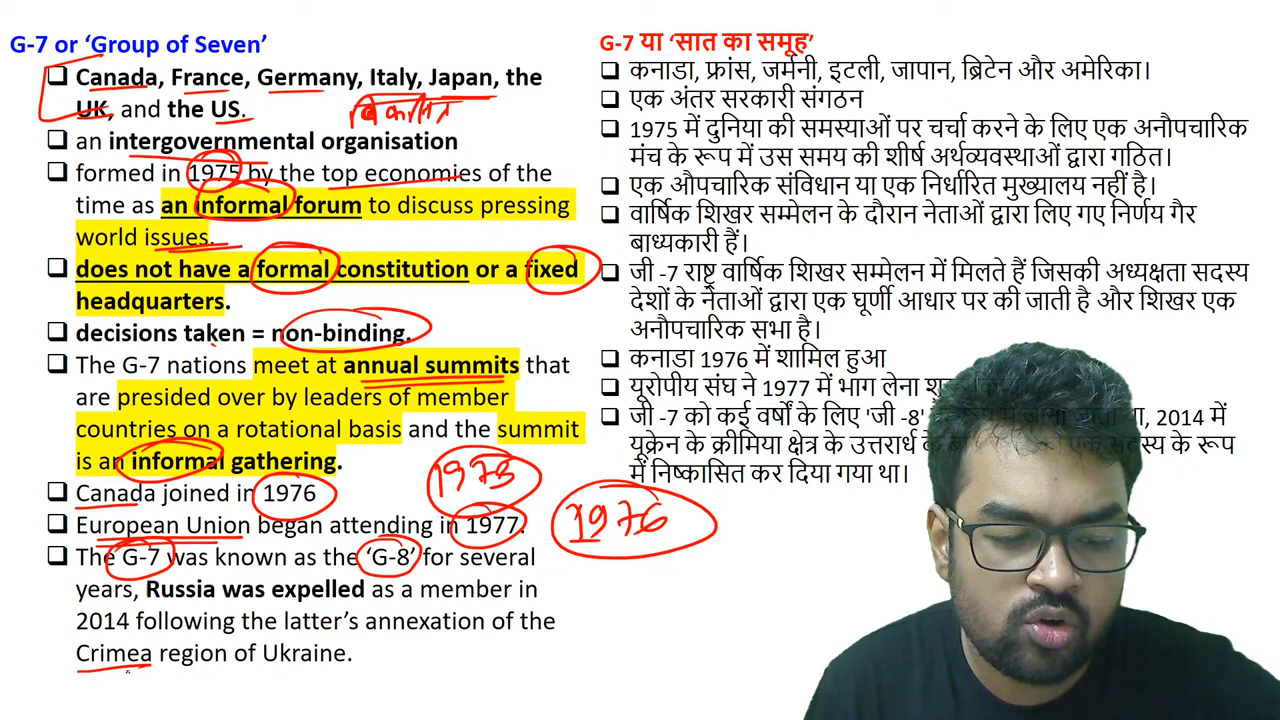 G-7 or ‘Group of Seven’
❑ Canada, France, Germany, Italy, Japan, the
UK, and the US.
विकसित
❑ an intergovernmental organisation
❑ formed in 1975 by the top economies of the
time as an informal forum to discuss pressing
world issues.
❑ does not have a formal constitution or a fixed
headquarters.
❑ decisions taken = non-binding.
❑ The G-7 nations meet at annual summits that
are presided over by leaders of member
countries on a rotational basis and the summit
is an informal gathering.
❑ Canada joined in 1976
❑ European Union began attending in 1977.
❑ The G-7 was known as the ‘G-8’ for several
years, Russia was expelled as a member in
2014 following the latter’s annexation of the
Crimea region of Ukraine.
1976
G-7 या ‘सात का समूह’
❑ कनाडा, फ्रांस, जर्मनी, इटली, जापान, ब्रिटेन और अमेरिका।
❑ एक अंतर सरकारी संगठन
❑ 1975 में दुनिया की समस्याओं पर चर्चा करने के लिए एक अनौपचारिक
मंच के रूप में उस समय की शीर्ष अर्थव्यवस्थाओं द्वारा गठित।
❑ एक औपचारिक संविधान या एक निर्धारित मुख्यालय नहीं है।
❑ वार्षिक शिखर सम्मेलन के दौरान नेताओं द्वारा लिए गए निर्णय गैर
बाध्यकारी हैं।
❑ जी -7 राष्ट्र वार्षिक शिखर सम्मेलन में मिलते हैं जिसकी अध्यक्षता सदस्य
देशों के नेताओं द्वारा एक घूर्णी आधार पर की जाती है और शिखर एक
अनौपचारिक सभा है।
❑ कनाडा 1976 में शामिल हुआ
❑ यूरोपीय संघ ने 1977 में भाग लेना
❑ जी -7 को कई वर्षों के लिए 'जी -8' 2014 में
यूक्रेन के क्रीमिया क्षेत्र के उत्तरार्ध सदस्य के रूप
में निष्कासित कर दिया गया था।